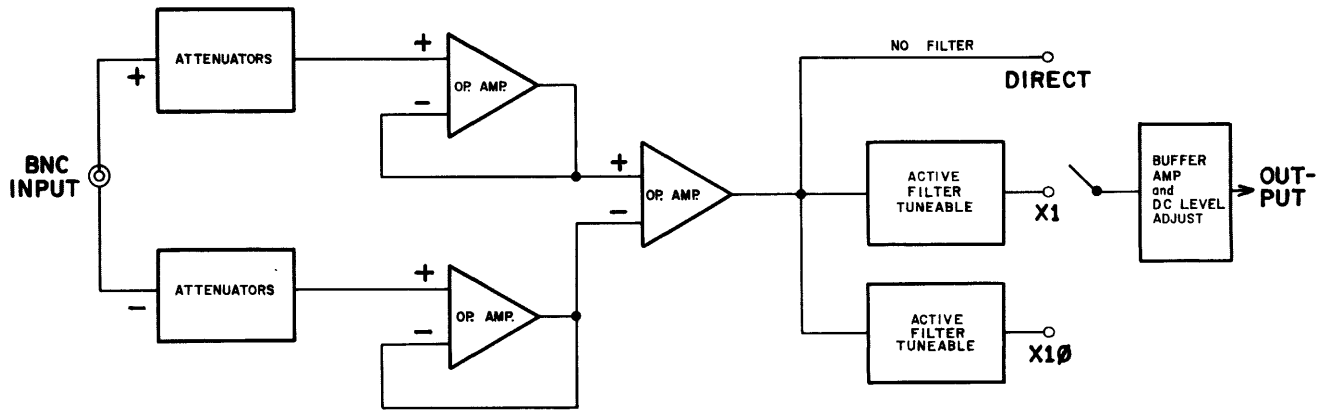 ATTENUATORS
+
+
-
OP. AMP.
BNC
INPUT
-
ATTENUATORS
+
-
OP. AMP.
+
-
OP. AMP.
NO FILTER
DIRECT
ACTIVE
FILTER
TUNEABLE
X1
ACTIVE
FILTER
TUNEABLE
X1Ø
BUFFER
AMP
and
DC LEVEL
ADJUST
OUT-
PUT